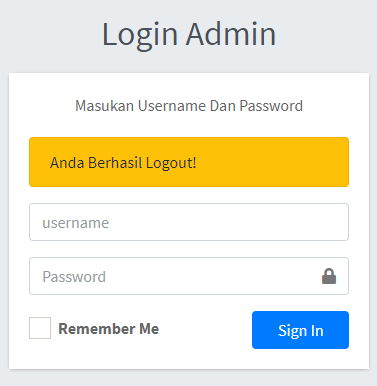 Login Admin
Masukan Username Dan Password
Anda Berhasil Logout!
username
Password
Remember Me
Sign In